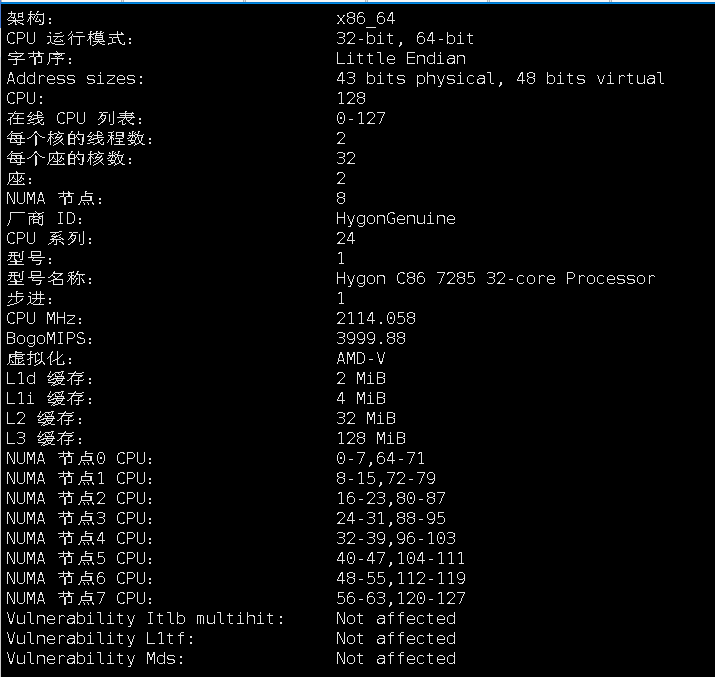 架构： x86_64
CPU 运行模式： 32-bit, 64-bit
字节序： Little Endian
Address sizes: 43 bits physical, 48 bits virtual
CPU: 128
在线 CPU 列表： 0-127
每个核的线程数： 2
每个座的核数： 32
座： 2
NUMA 节点： 8
厂商 ID： HygonGenuine
CPU 系列： 24
型号： 1
型号名称： Hygon C86 7285 32-core Processor
步进： 1
CPU MHz： 2114.058
BogoMIPS： 3999.88
虚拟化： AMD-V
L1d 缓存： 2 MiB
L1i 缓存： 4 MiB
L2 缓存： 32 MiB
L3 缓存： 128 MiB
NUMA 节点0 CPU： 0-7,64-71
NUMA 节点1 CPU： 8-15,72-79
NUMA 节点2 CPU： 16-23,80-87
NUMA 节点3 CPU： 24-31,88-95
NUMA 节点4 CPU： 32-39,96-103
NUMA 节点5 CPU： 40-47,104-111
NUMA 节点6 CPU： 48-55,112-119
NUMA 节点7 CPU： 56-63,120-127
Vulnerability Itlb multihit: Not affected
Vulnerability L1tf: Not affected
Vulnerability Mds: Not affected